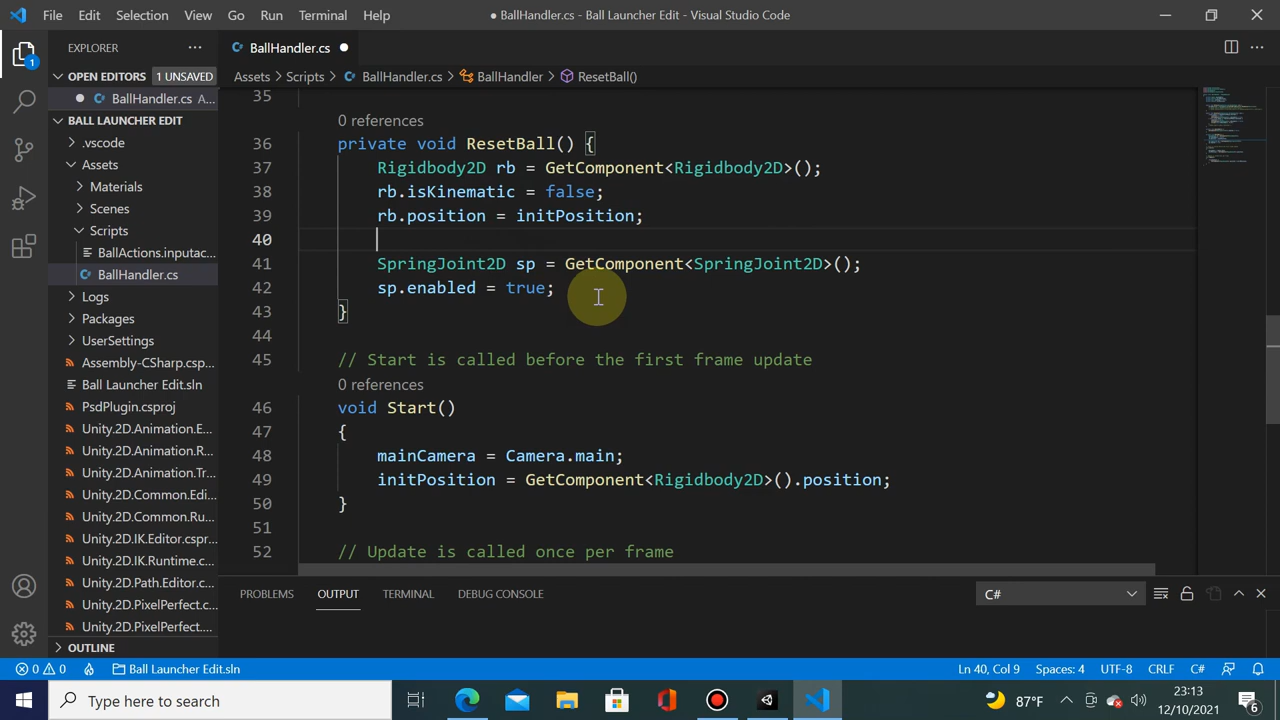 File Edit Selection View Go Run Terminal Help
● BallHandler.cs - Ball Launcher Edit - Visual Studio Code
EXPLORER
BallHandler.cs
OPEN EDITORS 1 UNSAVED
BallHandler.cs A...
BALL LAUNCHER EDIT
.vscode
Assets
Materials
Scenes
Scripts
BallActions.inputac...
BallHandler.cs
Logs
Packages
UserSettings
Assembly-CSharp.csp...
Ball Launcher Edit.sln
PsdPlugin.csproj
Unity.2D.Animation.E...
Unity.2D.Animation.R...
Unity.2D.Animation.Tr...
Unity.2D.Common.Edi...
Unity.2D.Common.Ru...
Unity.2D.IK.Editor.cspr...
Unity.2D.IK.Runtime.c...
Unity.2D.Path.Editor.c...
Unity.2D.PixelPerfect.c...
Unity.2D.PixelPerfect....
OUTLINE
1
Assets > Scripts > BallHandler.cs > BallHandler > ResetBall()
35
0 references
36 private void ResetBall() {
37 Rigidbody2D rb = GetComponent<Rigidbody2D>();
38 rb.isKinematic = false;
39 rb.position = initPosition;
40
41 SpringJoint2D sp = GetComponent<SpringJoint2D>();
42 sp.enabled = true;
43 }
44
45 // Start is called before the first frame update
0 references
46 void Start()
47 {
48 mainCamera = Camera.main;
49 initPosition = GetComponent<Rigidbody2D>().position;
50 }
51
52 // Update is called once per frame
PROBLEMS OUTPUT TERMINAL DEBUG CONSOLE
C#
0 0 Ball Launcher Edit.sln
Ln 40, Col 9 Spaces: 4 UTF-8 CRLF C#
Type here to search
87°F
23:13
12/10/2021
6